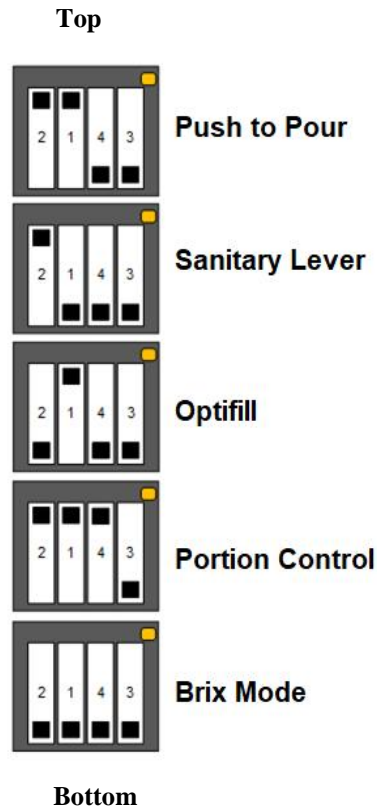 Top
2 1 4 3
Push to Pour
2 1 4 3
Sanitary Lever
2 1 4 3
Optifill
2 1 4 3
Portion Control
2 1 4 3
Brix Mode
Bottom